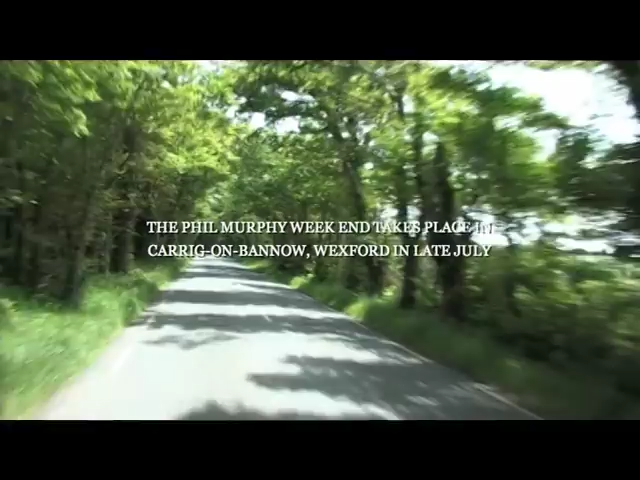 THE PHIL MURPHY WEEK END TAKES PLACE IN
CARRIG-ON-BANNOW, WEXFORD IN LATE JULY